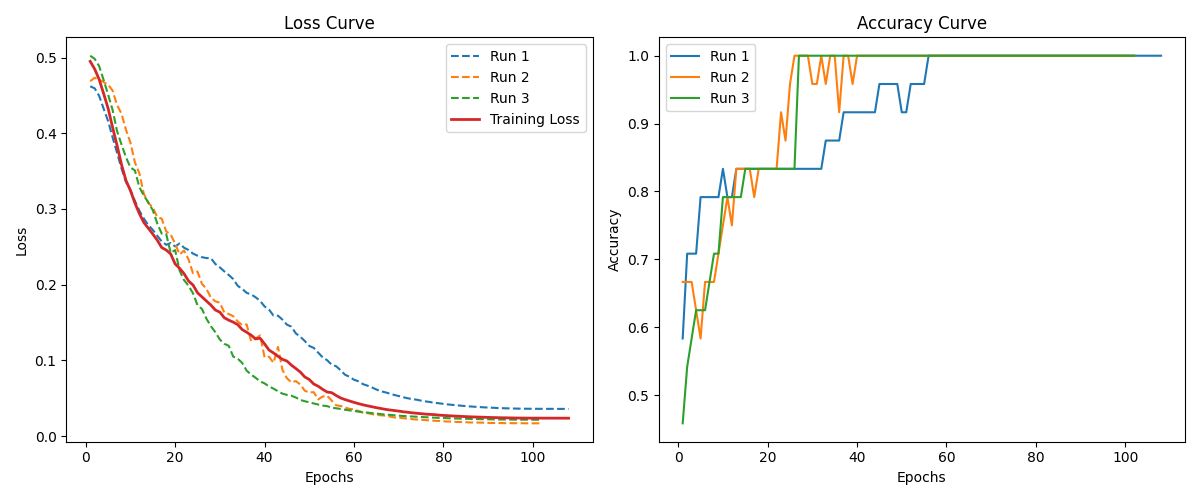 Loss Curve
Loss
0.5
0.4
0.3
0.2
0.1
0.0
0
20
40
60
80
100
Epochs
Run 1
Run 2
Run 3
Training Loss
Accuracy Curve
Accuracy
1.0
0.9
0.8
0.7
0.6
0.5
0
20
40
60
80
100
Epochs
Run 1
Run 2
Run 3